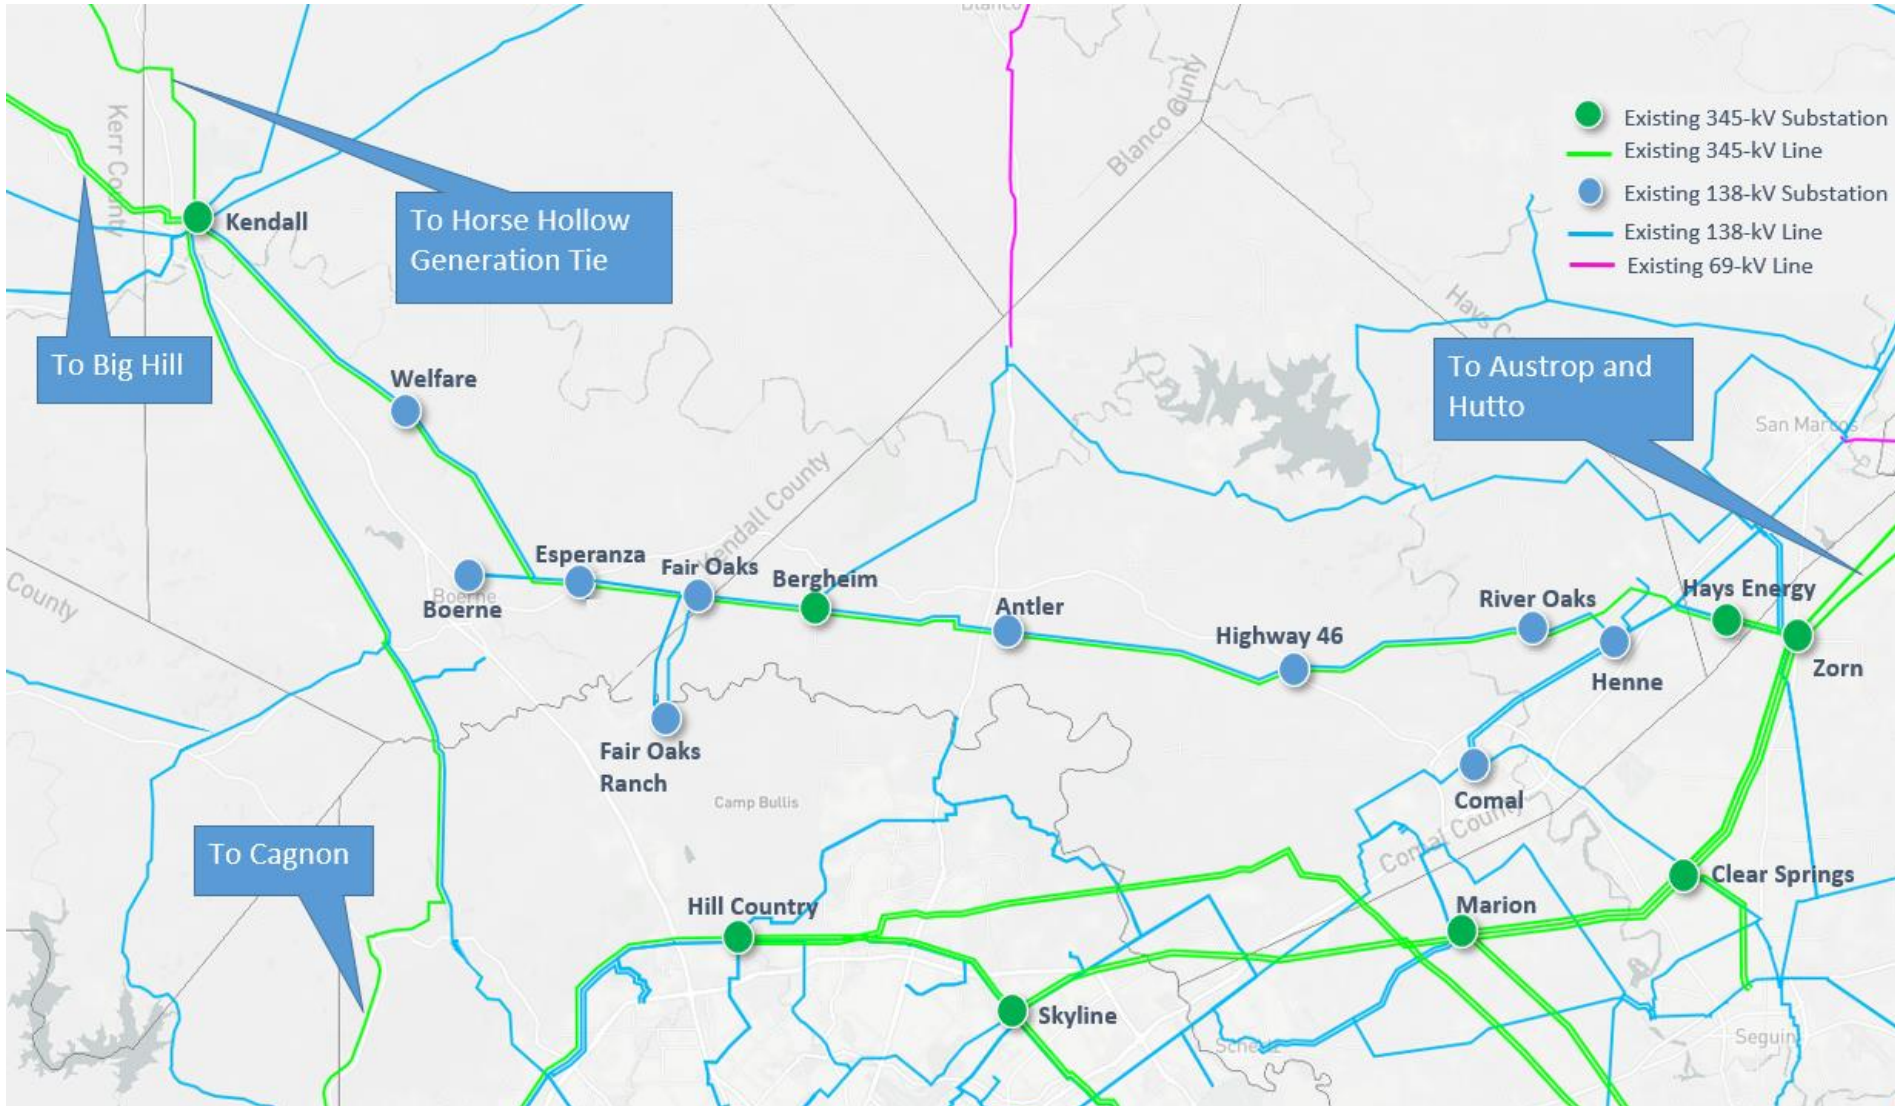 Blanco
Blanco County
Existing 345-kV Substation
Existing 345-kV Line
Existing 138-kV Substation
Existing 138-kV Line
Existing 69-kV Line
Kerr County
Kendall
To Horse Hollow
Generation Tie
Hays C
To Big Hill
Welfare
To Austrop and
Hutto
San Marcos
Kendall County
Esperanza
Fair Oaks
Bergheim
Boerne
Boerne
County
Antler
Highway 46
River Oaks
Hays Energy
Henne
Zorn
Fair Oaks
Ranch
Camp Bullis
Comal
Comal County
To Cagnon
Clear Springs
Hill Country
Marion
Skyline
Schertz
Seguin